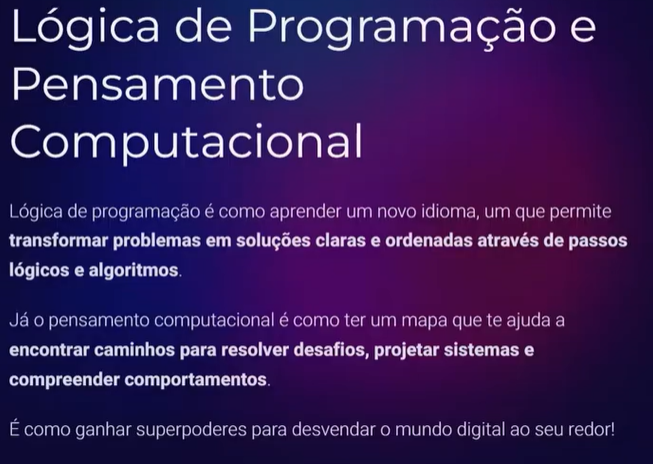 Lógica de Programação e
Pensamento
Computacional
Lógica de programação é como aprender um novo idioma, um que permite
transformar problemas em soluções claras e ordenadas através de passos
lógicos e algoritmos.
Já o pensamento computacional é como ter um mapa que te ajuda a
encontrar caminhos para resolver desafios, projetar sistemas e
compreender comportamentos.
É como ganhar superpoderes para desvendar o mundo digital ao seu redor!